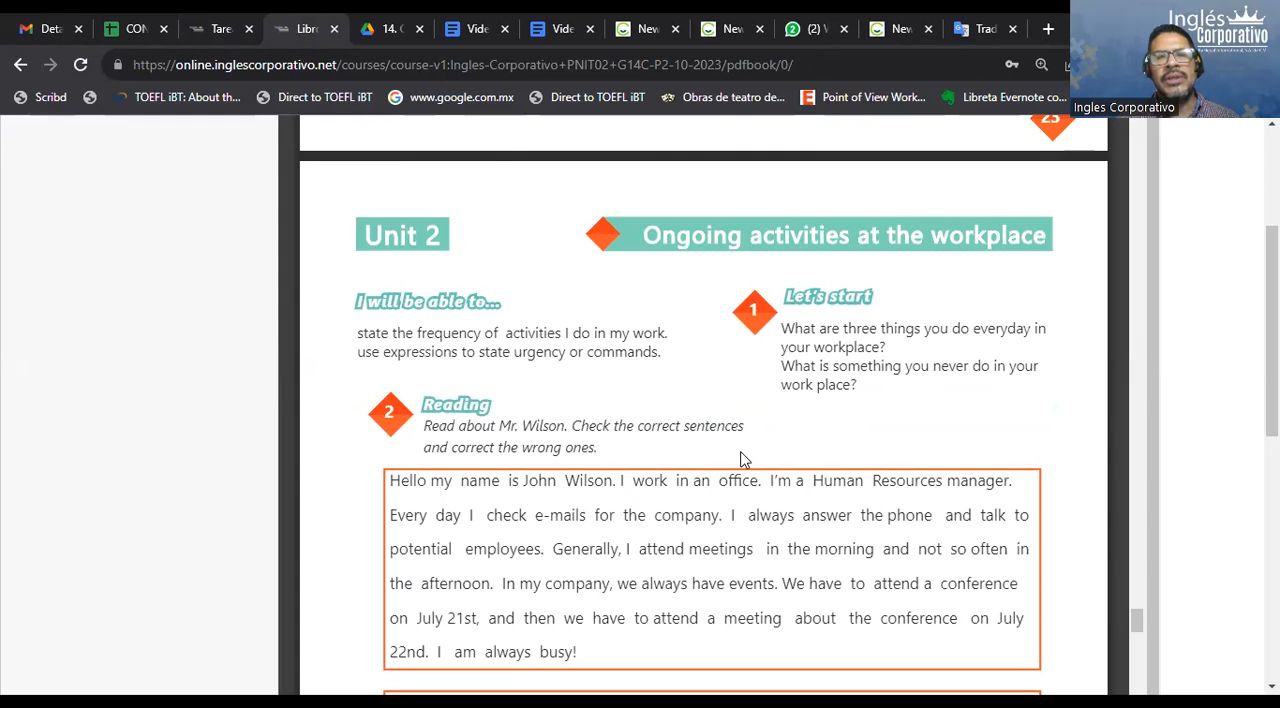 Deta
CON
Tarea
Libro
14. C
Vide
Vide
New
New
(2) W
New
Trad
https://online.inglescorporativo.net/courses/course-v1:Inglés
+PNIT02+G14C-P2-10-2023/pdfbook/0/
Scribd
TOEFL iBT: About th...
Direct to TOEFL iBT
www.google.com.mx
Direct to TOEFL iBT
Obras de teatro de...
Point of View Work...
Libreta Evernote co...
Inglés
Corporativo
Ingles Corporativo
23
Unit 2
Ongoing activities at the workplace
I will be able to...
state the frequency of activities I do in my work.
use expressions to state urgency or commands.
1
Let's start
What are three things you do everyday in
your workplace?
What is something you never do in your
work place?
2
Reading
Read about Mr. Wilson. Check the correct sentences
and correct the wrong ones.
Hello my name is John Wilson. I work in an office. I'm a Human Resources manager.
Every day I check e-mails for the company. I always answer the phone and talk to
potential employees. Generally, I attend meetings in the morning and not so often in
the afternoon. In my company, we always have events. We have to attend a conference
on July 21st, and then we have to attend a meeting about the conference on July
22nd. I am always busy!